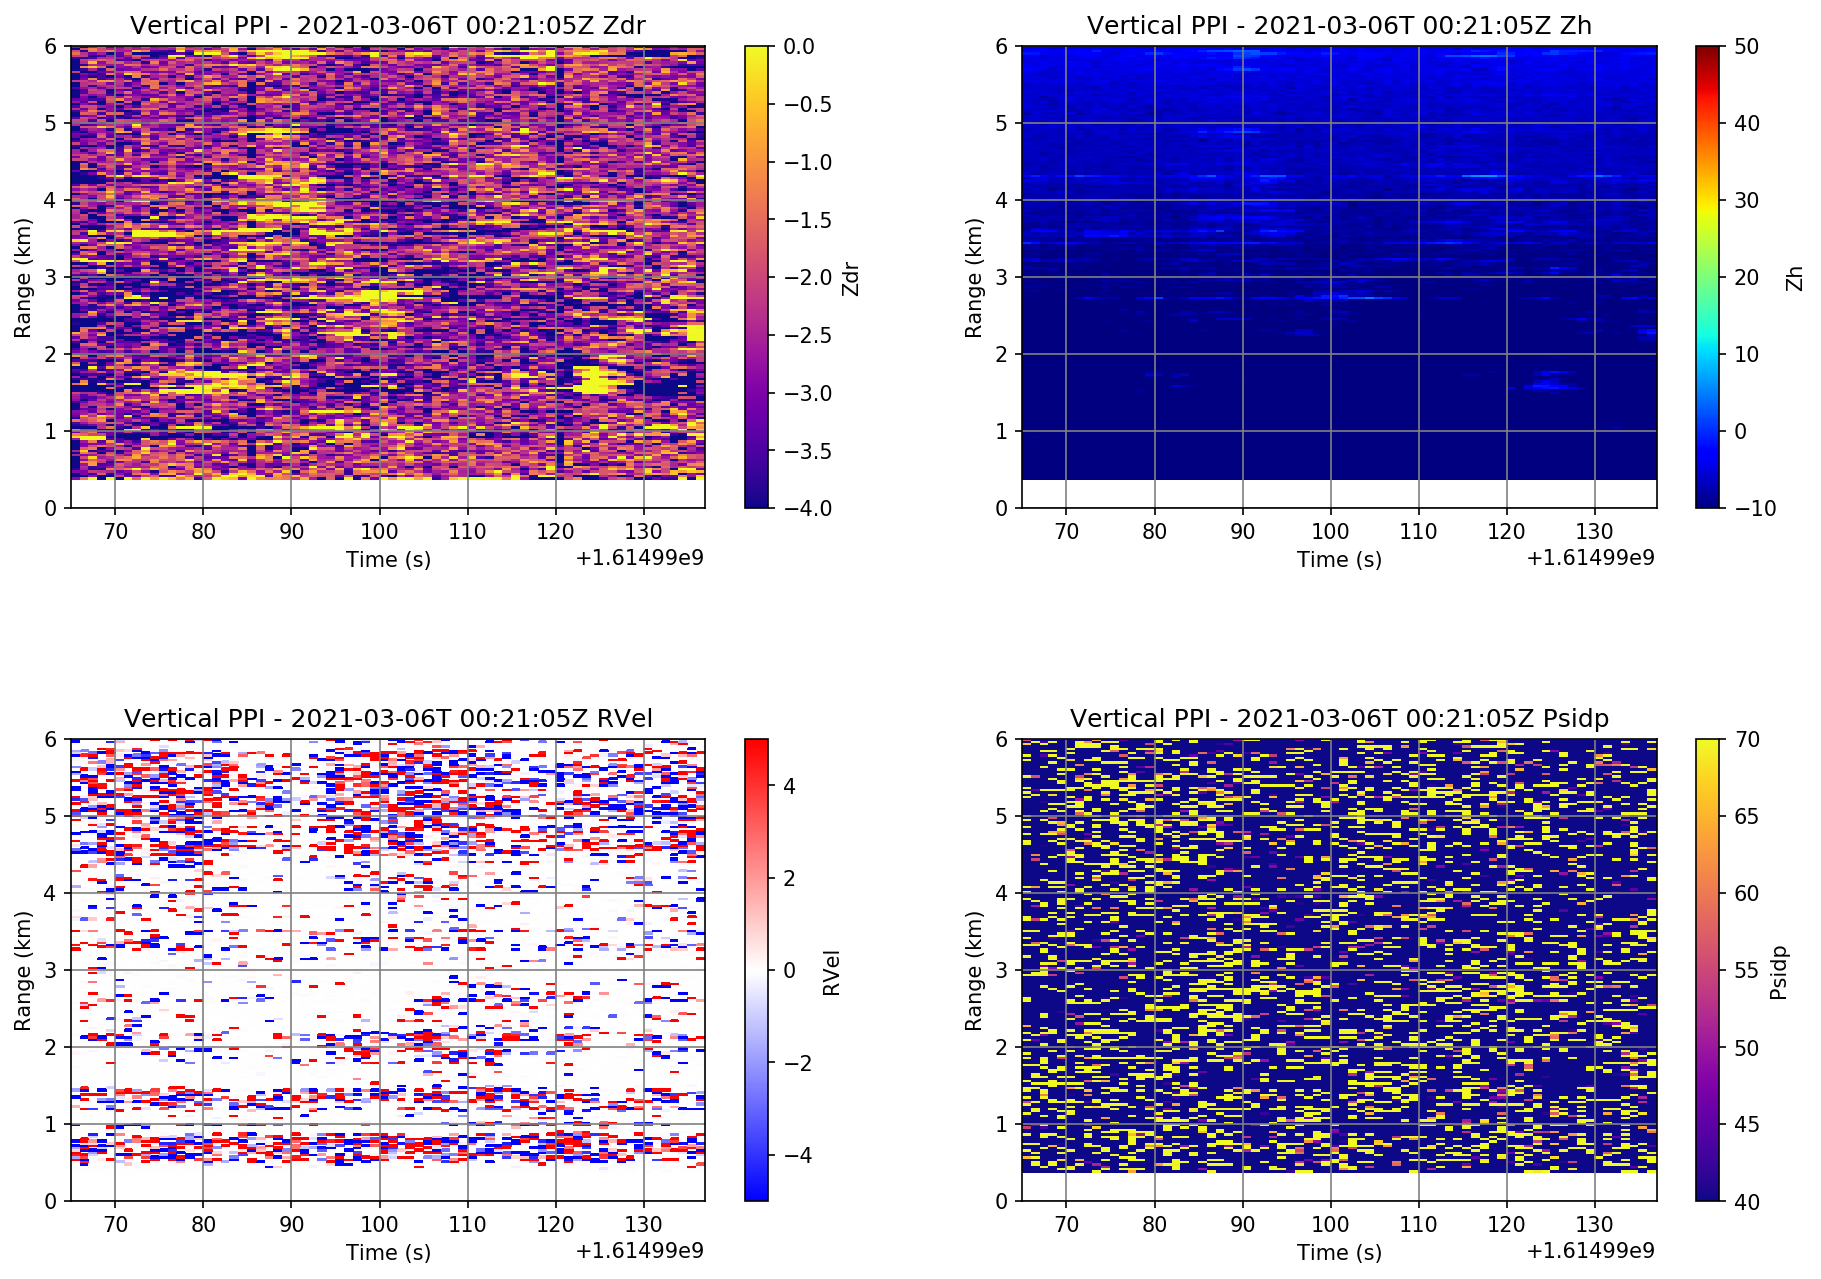 Vertical PPI - 2021-03-06T 00:21:05Z Zdr
6
5
4
3
2
1
0
Range (km)
70 80 90 100 110 120 130
Time (s)
+1.61499e9
0.0
−0.5
−1.0
−1.5
−2.0
−2.5
−3.0
−3.5
−4.0
Zdr
Vertical PPI - 2021-03-06T 00:21:05Z Zh
6
5
4
3
2
1
0
Range (km)
70 80 90 100 110 120 130
Time (s)
+1.61499e9
50
40
30
20
10
0
−10
Zh
Vertical PPI - 2021-03-06T 00:21:05Z RVel
6
5
4
3
2
1
0
Range (km)
70 80 90 100 110 120 130
Time (s)
+1.61499e9
4
2
0
−2
−4
RVel
Vertical PPI - 2021-03-06T 00:21:05Z Psidp
6
5
4
3
2
1
0
Range (km)
70 80 90 100 110 120 130
Time (s)
+1.61499e9
70
65
60
55
50
45
40
Psidp